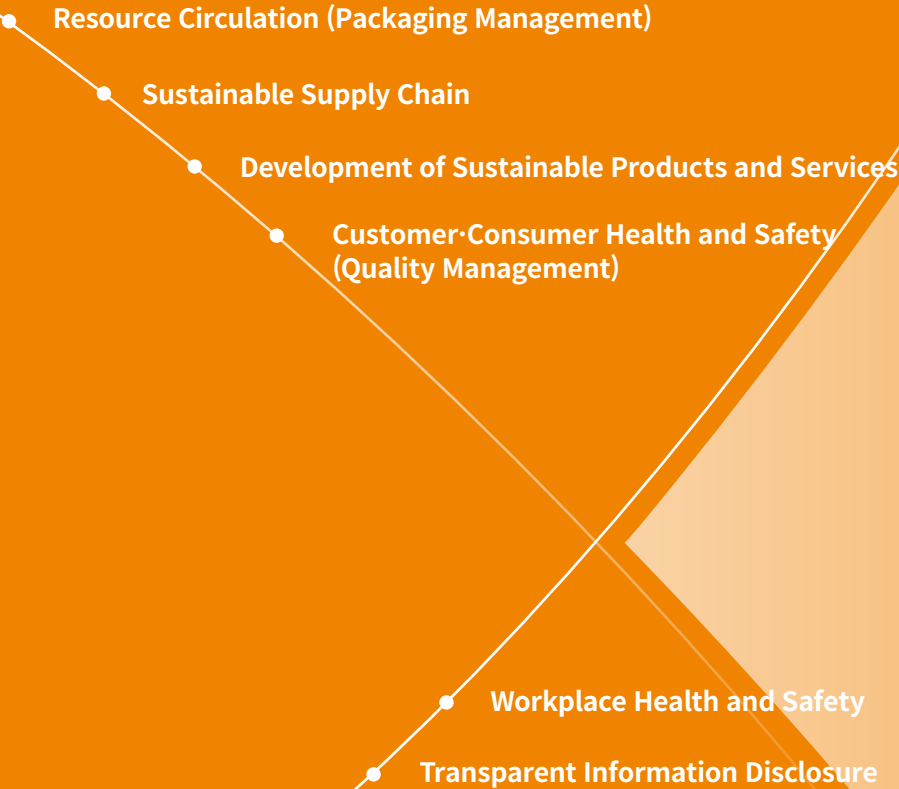 Resource Circulation (Packaging Management)
Sustainable Supply Chain
Development of Sustainable Products and Services
Customer·Consumer Health and Safety
(Quality Management)
Workplace Health and Safety
Transparent Information Disclosure